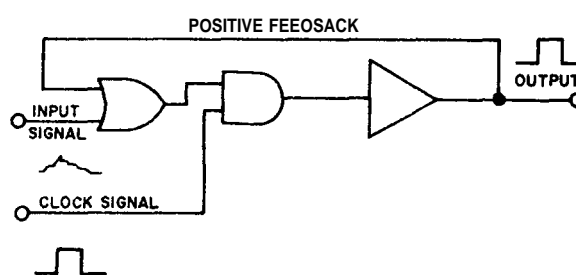 POSITIVE FEEOSACK
OUTPUT
INPUT
SIGNAL
CLOCK SIGNAL